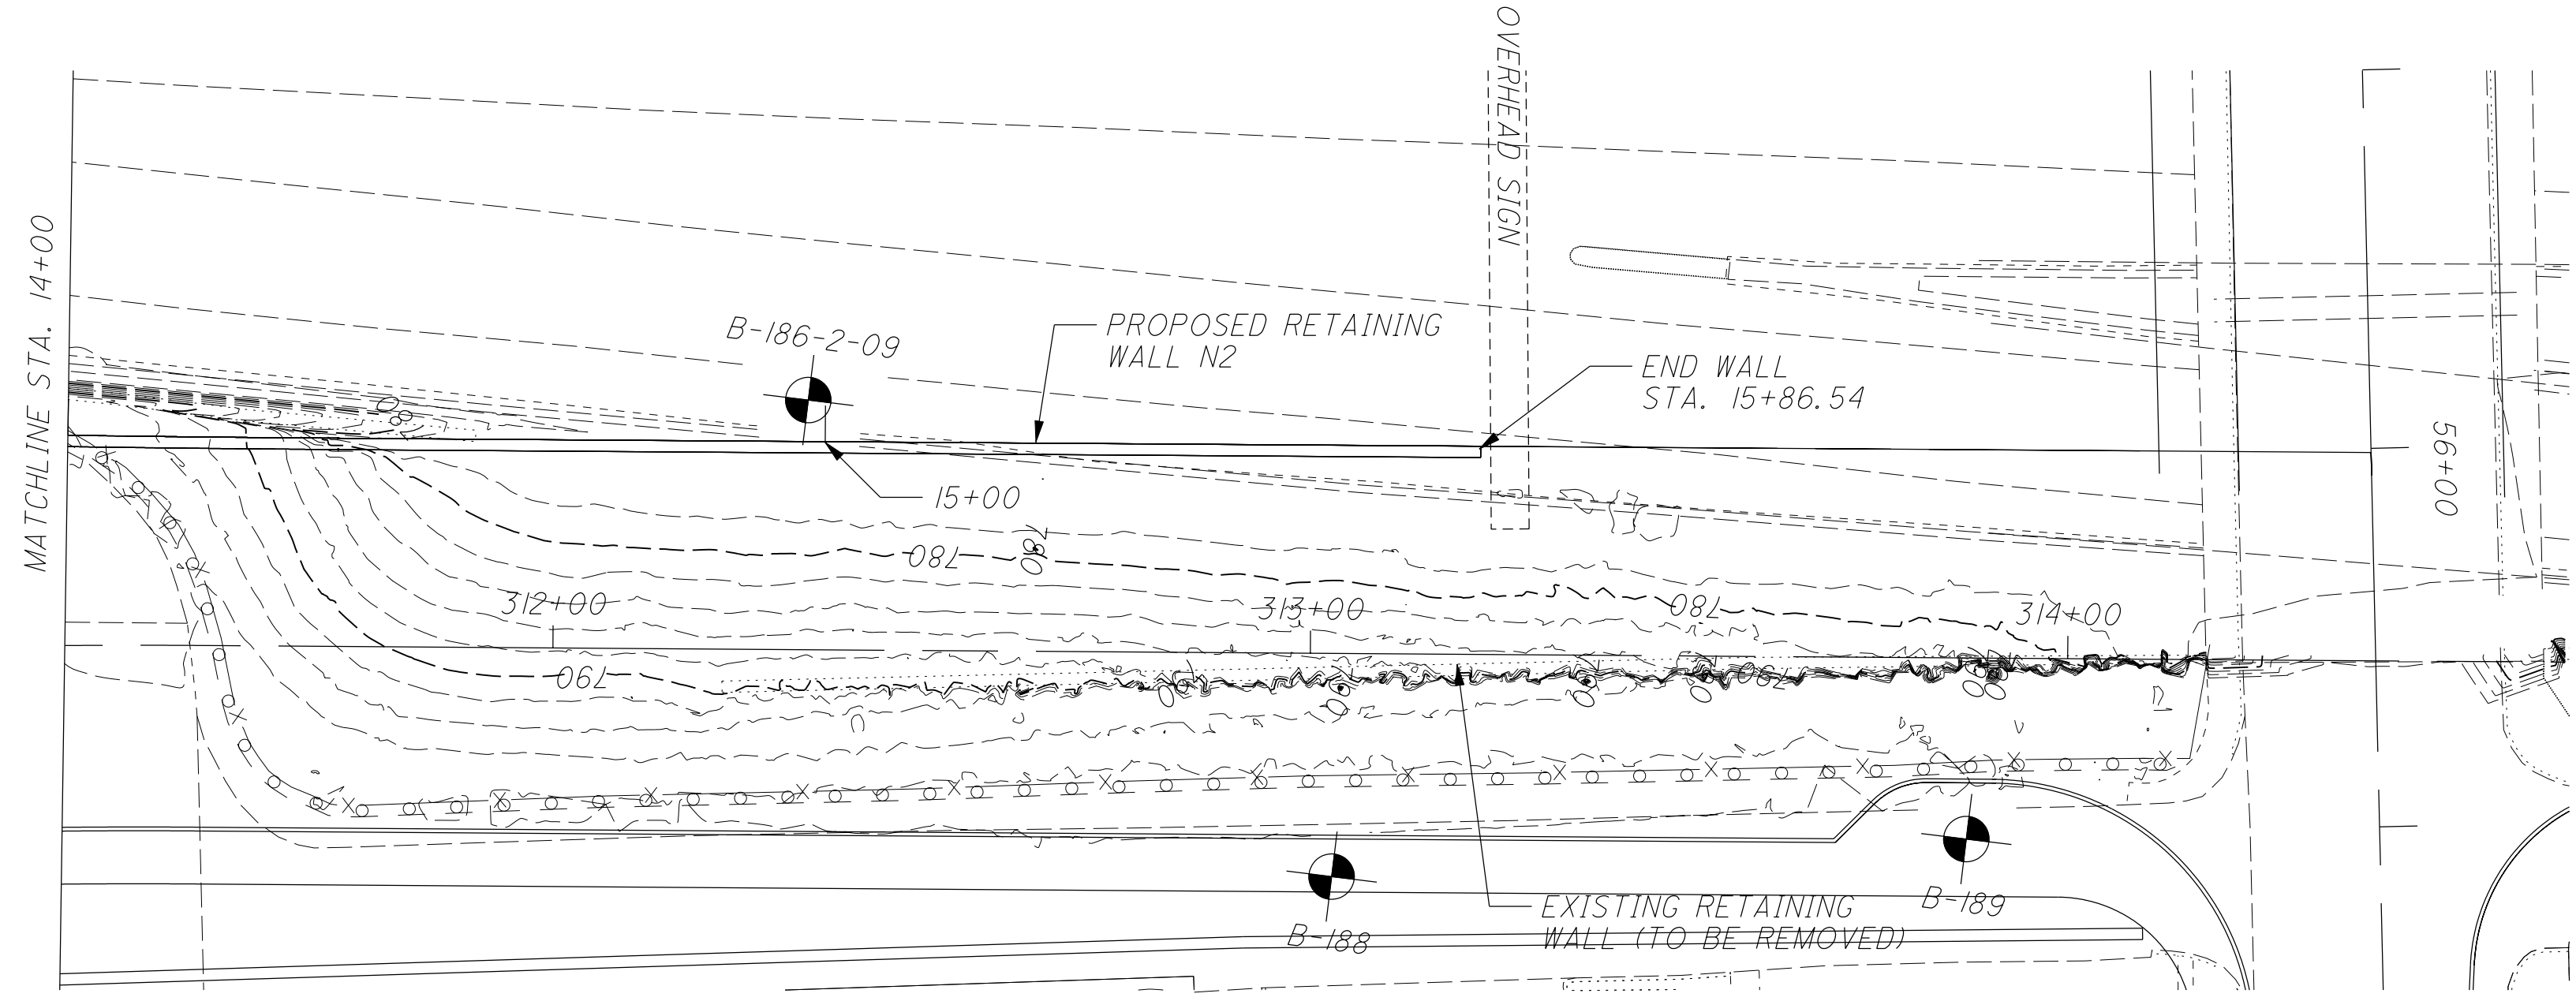 OVERHEAD SIGN
MATCHLINE STA. 14+00
B-186-2-09
PROPOSED RETAINING
WALL N2
END WALL
STA. 15+86.54
15+00
56+00
780
780
780
312+00
313+00
314+00
790
790
EXISTING RETAINING
WALL (TO BE REMOVED)
B-188
B-189